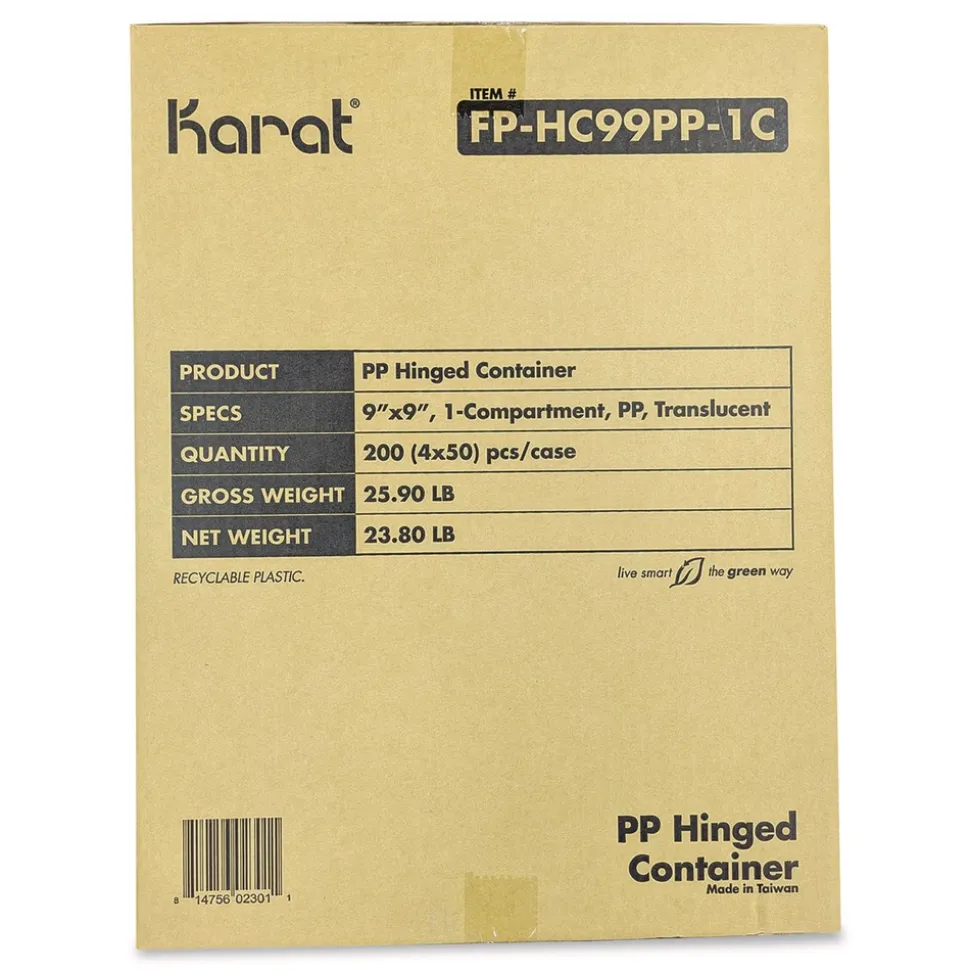 Karat®
ITEM #
FP-HC99PP-1C
PRODUCT PP Hinged Container
SPECS 9”x9”, 1-Compartment, PP, Translucent
QUANTITY 200 (4x50) pcs/case
GROSS WEIGHT 25.90 LB
NET WEIGHT 23.80 LB
RECYCLABLE PLASTIC.
live smart the green way
PP Hinged
Container
Made in Taiwan
8 14756 02301 1